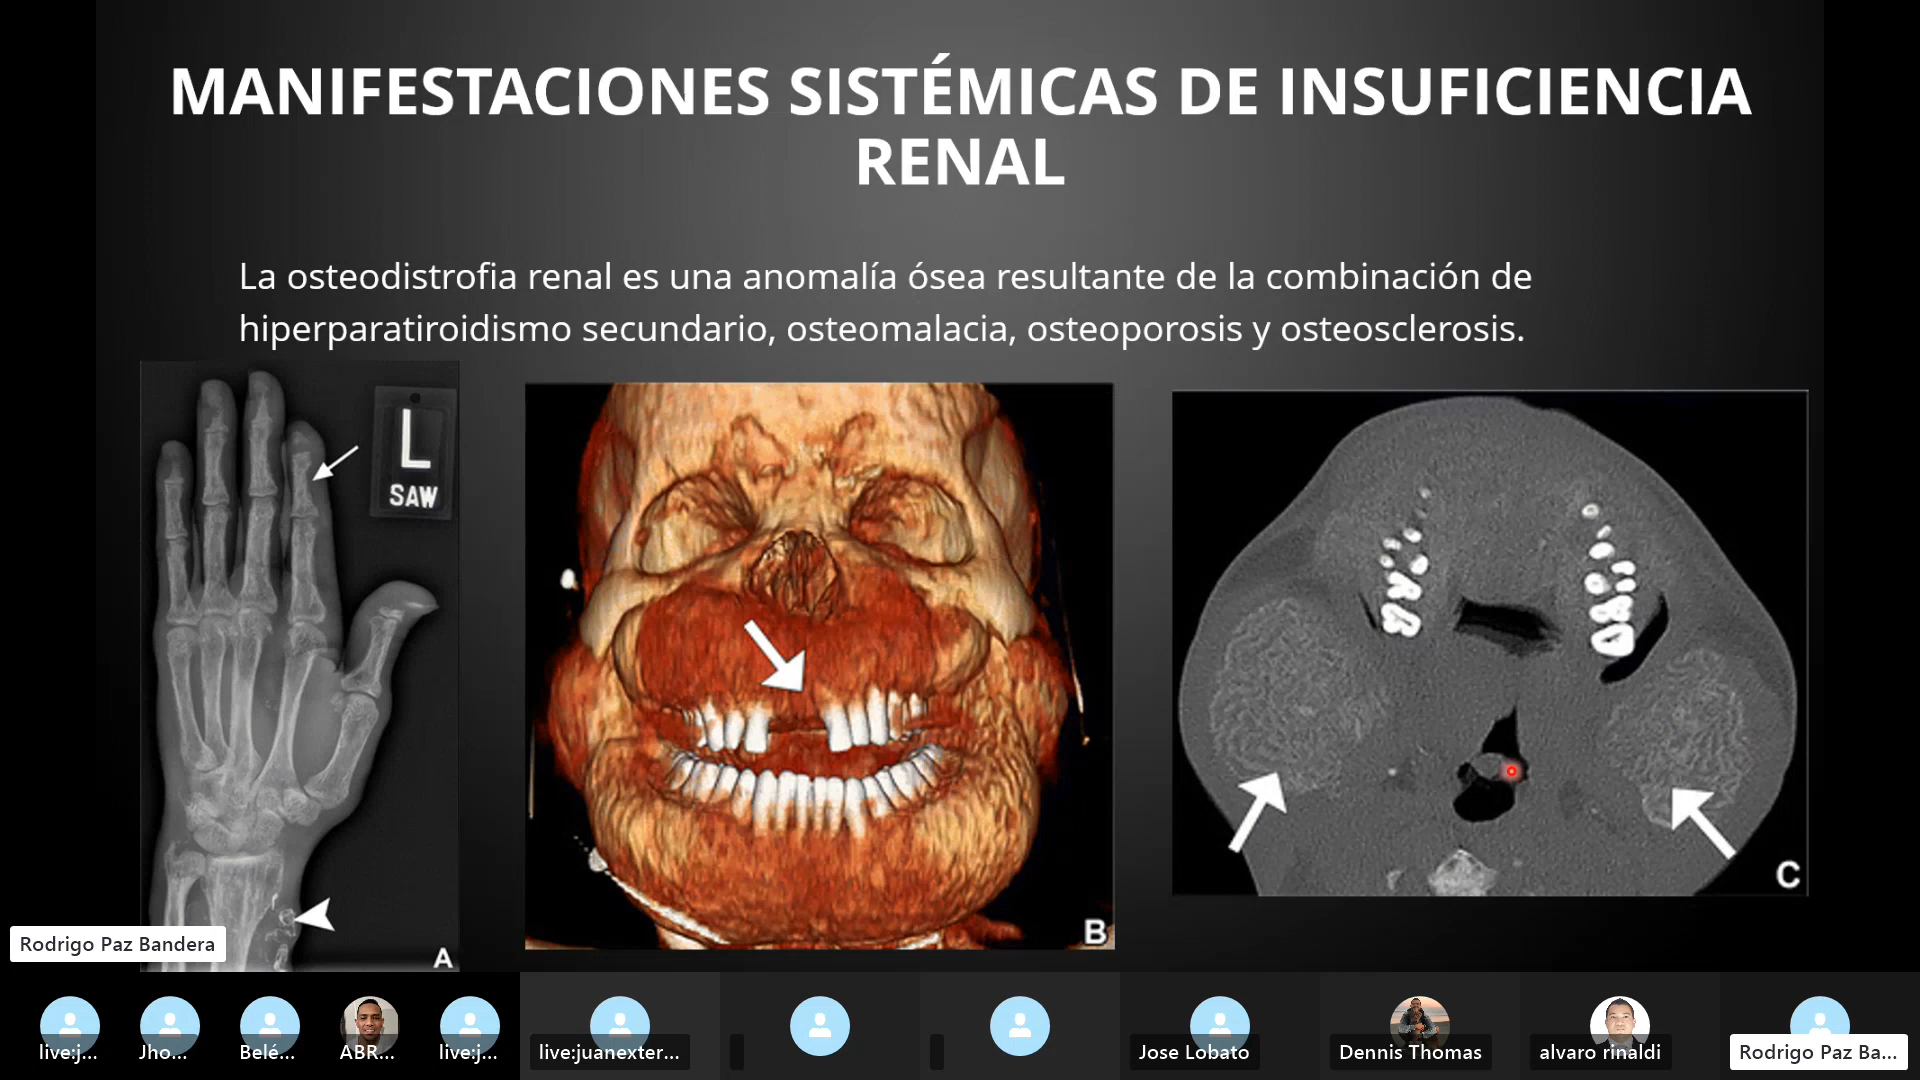 MANIFESTACIONES SISTÉMICAS DE INSUFICIENCIA
RENAL
La osteodistrofia renal es una anomalía ósea resultante de la combinación de
hiperparatiroidismo secundario, osteomalacia, osteoporosis y osteosclerosis.
L
SAW
A
B
C
Rodrigo Paz Bandera
live:j...
Jho...
Belé...
ABR...
live:j...
live:juanexter...
Jose Lobato
Dennis Thomas
alvaro rinaldi
Rodrigo Paz Ba...